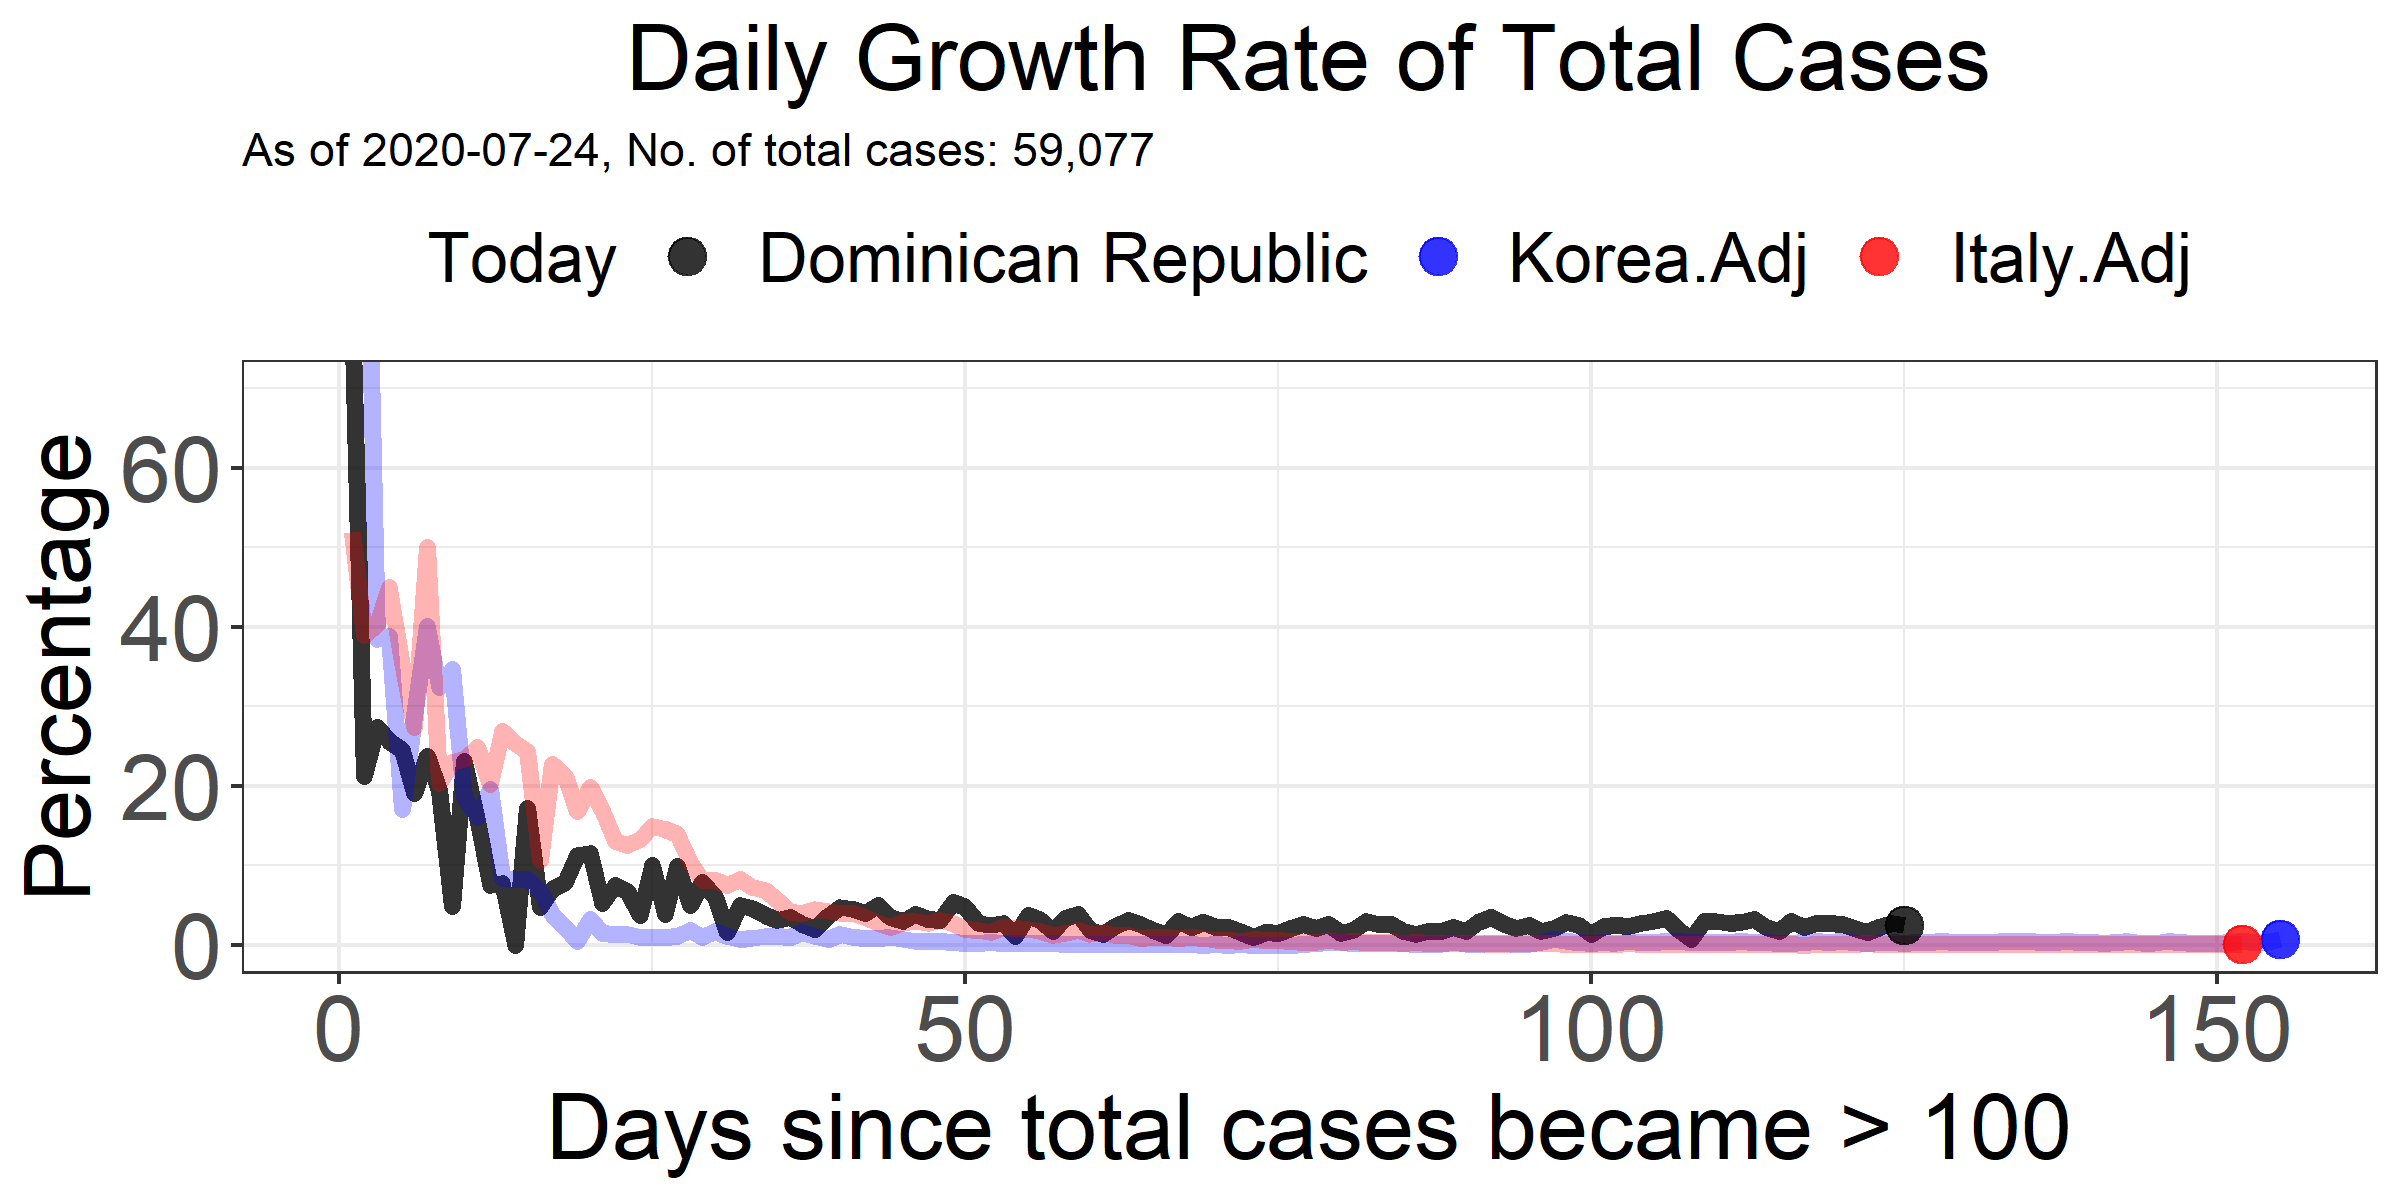 Daily Growth Rate of Total Cases
As of 2020-07-24, No. of total cases: 59,077
Today Dominican Republic Korea.Adj Italy.Adj
Percentage
60
40
20
0
0 50 100 150
Days since total cases became > 100